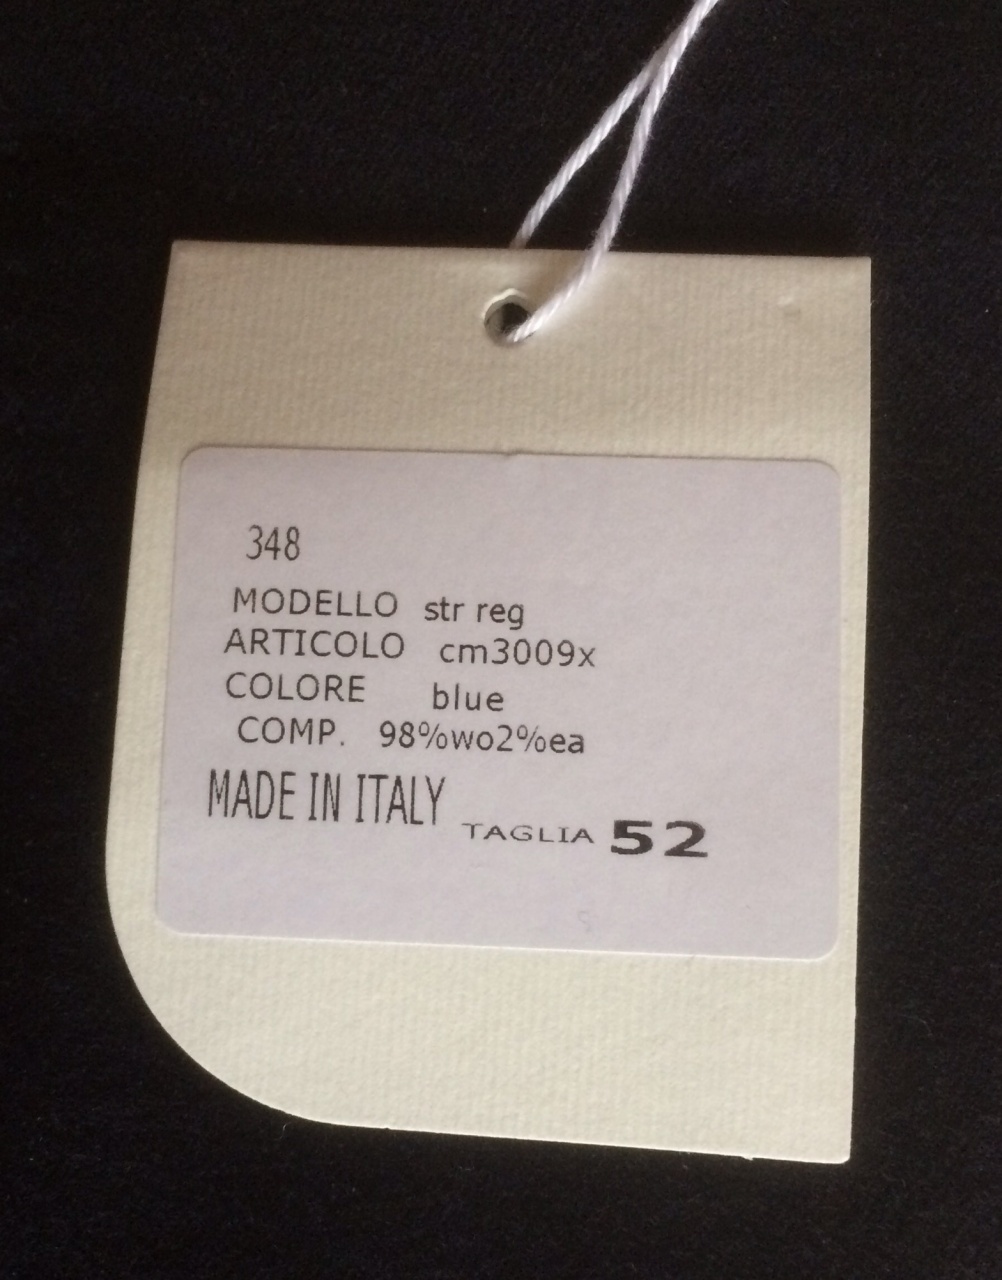 348
MODELLO str reg
ARTICOLO cm3009x
COLORE blue
COMP. 98%wo2%ea
MADE IN ITALY TAGLIA 52